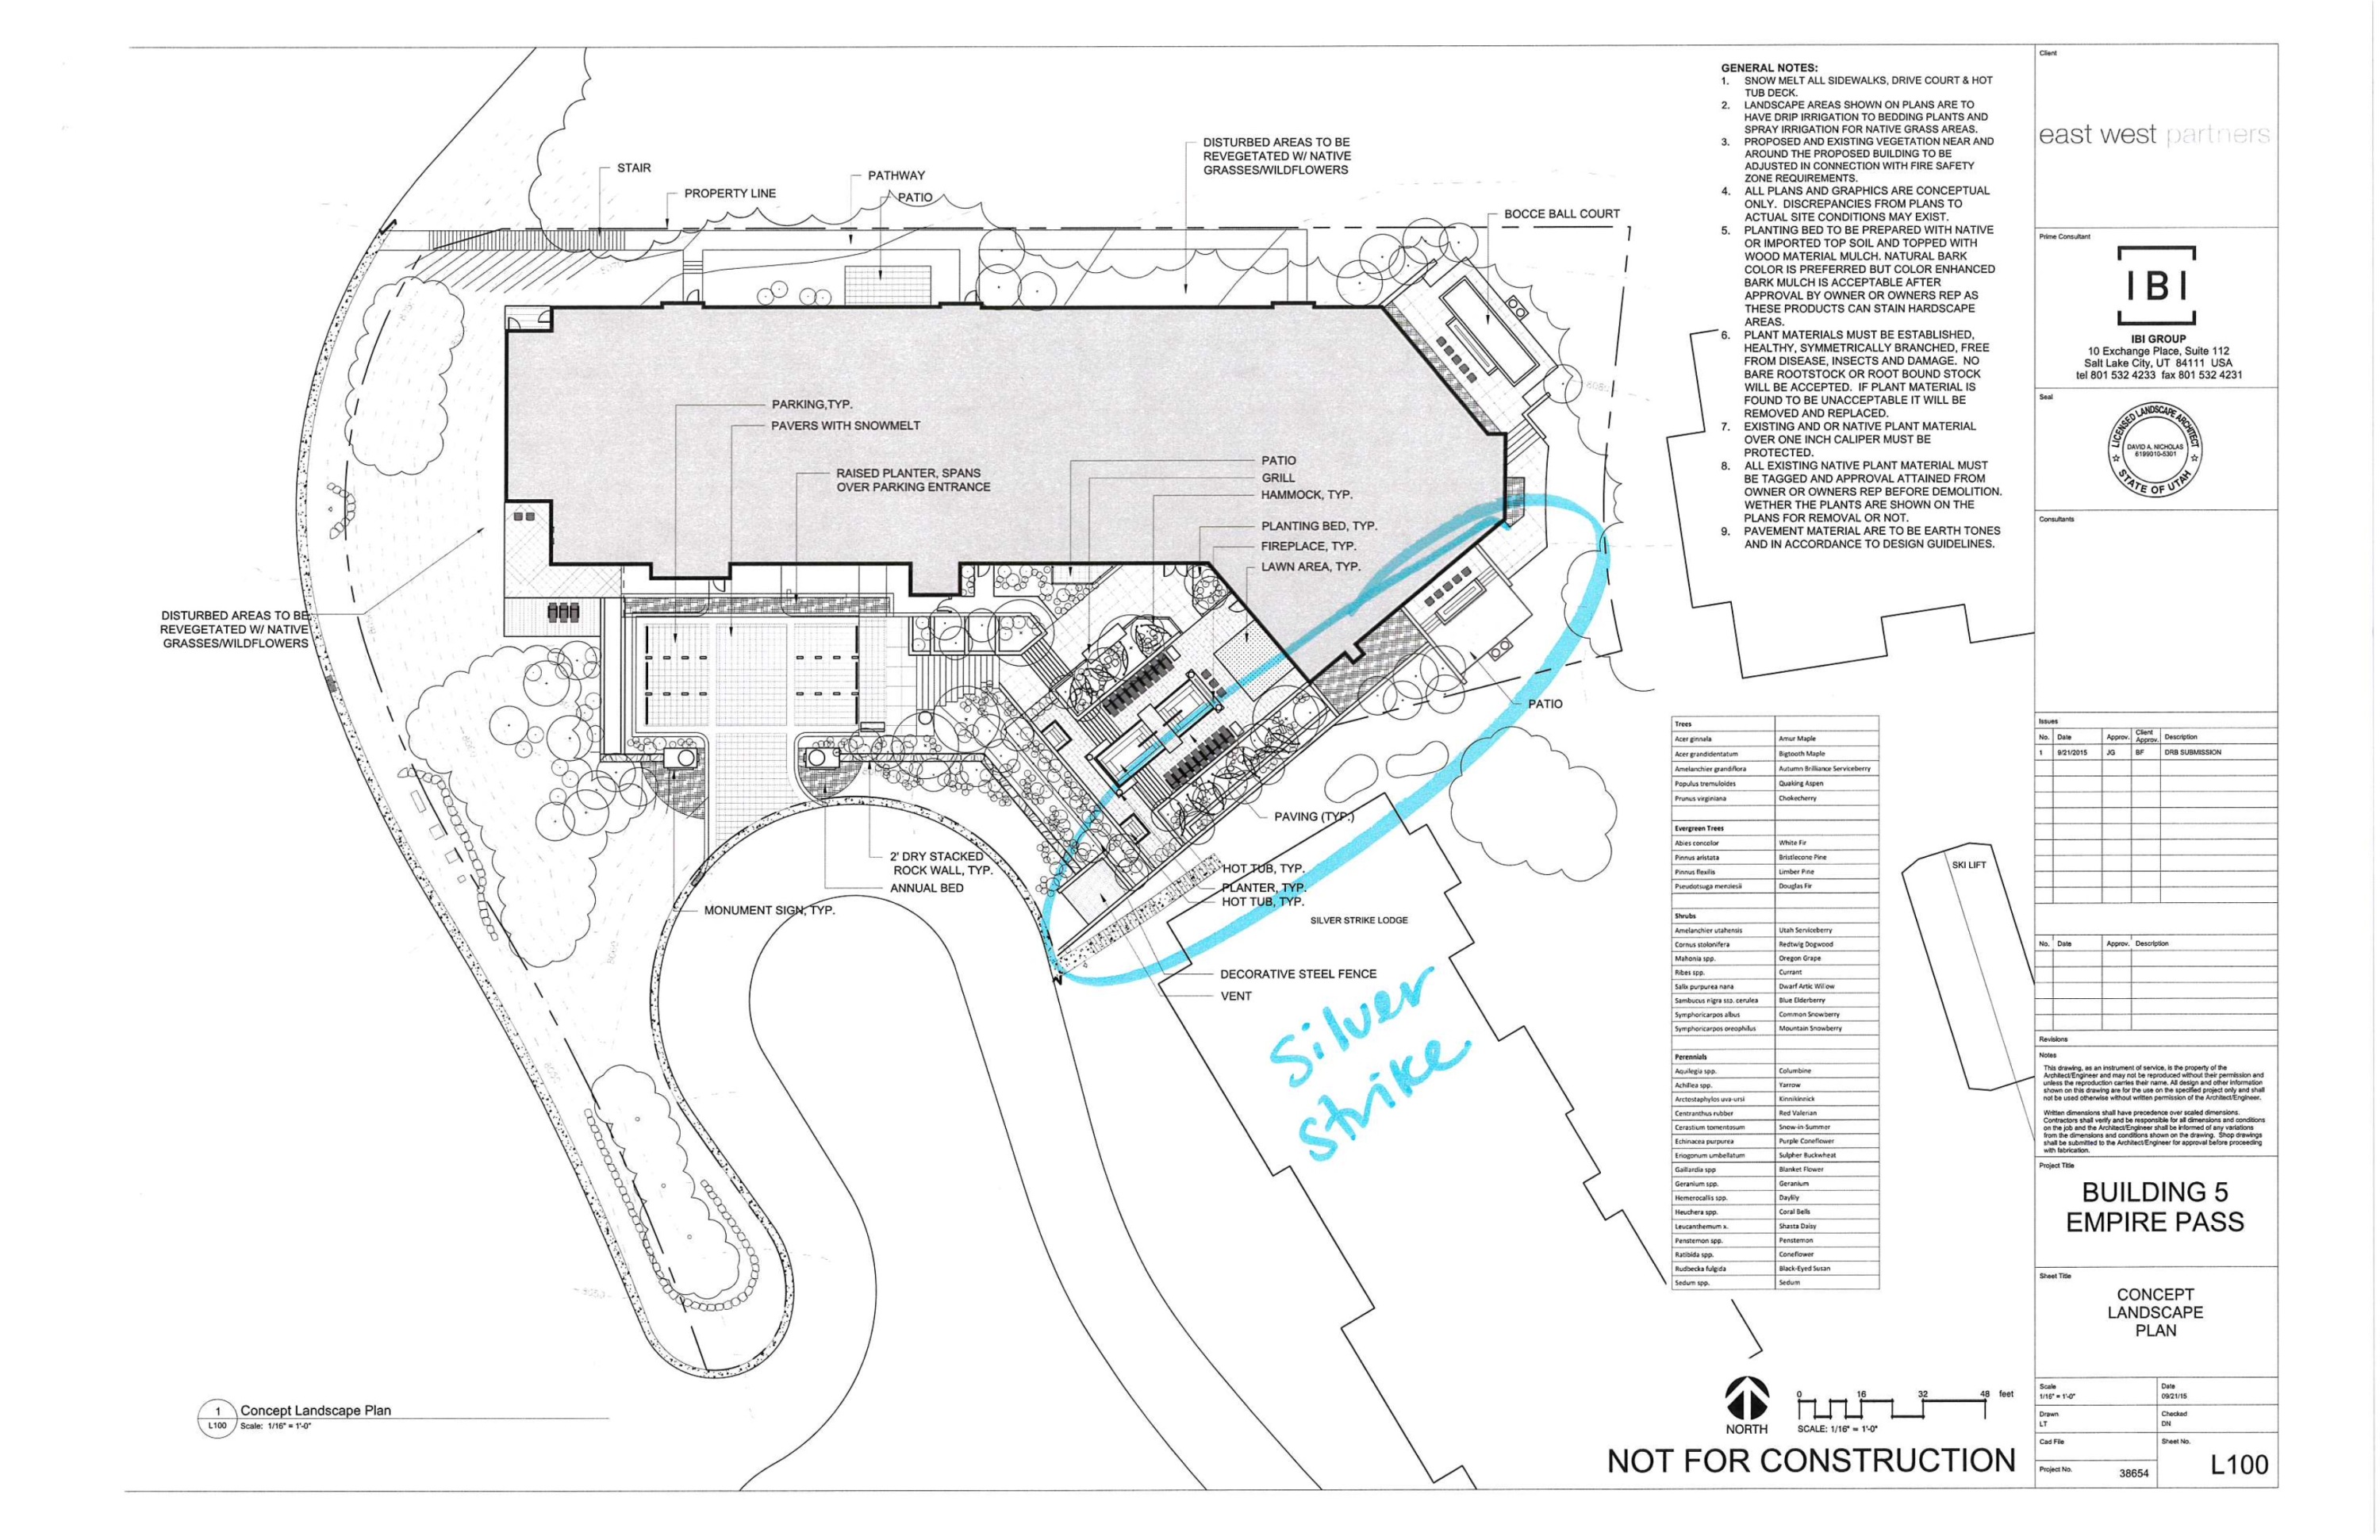 GENERAL NOTES:
1. SNOW MELT ALL SIDEWALKS, DRIVE COURT & HOT
TUB DECK.
2. LANDSCAPE AREAS SHOWN ON PLANS ARE TO
HAVE DRIP IRRIGATION TO BEDDING PLANTS AND
SPRAY IRRIGATION FOR NATIVE GRASS AREAS.
3. PROPOSED AND EXISTING VEGETATION NEAR AND
AROUND THE PROPOSED BUILDING TO BE
ADJUSTED IN CONNECTION WITH FIRE SAFETY
ZONE REQUIREMENTS.
4. ALL PLANS AND GRAPHICS ARE CONCEPTUAL
ONLY. DISCREPANCIES FROM PLANS TO
ACTUAL SITE CONDITIONS MAY EXIST.
5. PLANTING BED TO BE PREPARED WITH NATIVE
OR IMPORTED TOP SOIL AND TOPPED WITH
WOOD MATERIAL MULCH. NATURAL BARK
COLOR IS PREFERRED BUT COLOR ENHANCED
BARK MULCH IS ACCEPTABLE AFTER
APPROVAL BY OWNER OR OWNERS REP AS
THESE PRODUCTS CAN STAIN HARDSCAPE
AREAS.
6. PLANT MATERIALS MUST BE ESTABLISHED,
HEALTHY, SYMMETRICALLY BRANCHED, FREE
FROM DISEASE, INSECTS AND DAMAGE. NO
BARE ROOTSTOCK OR ROOT BOUND STOCK
WILL BE ACCEPTED. IF PLANT MATERIAL IS
FOUND TO BE UNACCEPTABLE IT WILL BE
REMOVED AND REPLACED.
7. EXISTING AND OR NATIVE PLANT MATERIAL
OVER ONE INCH CALIPER MUST BE
PROTECTED.
8. ALL EXISTING NATIVE PLANT MATERIAL MUST
BE TAGGED AND APPROVAL ATTAINED FROM
OWNER OR OWNERS REP BEFORE DEMOLITION.
WETHER THE PLANTS ARE SHOWN ON THE
PLANS FOR REMOVAL OR NOT.
9. PAVEMENT MATERIAL ARE TO BE EARTH TONES
AND IN ACCORDANCE TO DESIGN GUIDELINES.
STAIR
PROPERTY LINE
PATHWAY
PATIO
DISTURBED AREAS TO BE
REVEGETATED W/ NATIVE
GRASSES/WILDFLOWERS
BOCCE BALL COURT
PARKING,TYP.
PAVERS WITH SNOWMELT
RAISED PLANTER, SPANS
OVER PARKING ENTRANCE
PATIO
GRILL
HAMMOCK, TYP.
PLANTING BED, TYP.
FIREPLACE, TYP.
LAWN AREA, TYP.
DISTURBED AREAS TO BE
REVEGETATED W/ NATIVE
GRASSES/WILDFLOWERS
PATIO
PAVING (TYP.)
2' DRY STACKED
ROCK WALL, TYP.
ANNUAL BED
MONUMENT SIGN, TYP.
HOT TUB, TYP.
PLANTER, TYP.
HOT TUB, TYP.
SILVER STRIKE LODGE
DECORATIVE STEEL FENCE
VENT
Silver
Strike
SKI LIFT
8050
8060
8050
Trees
Acer ginnala Amur Maple
Acer grandidentatum Bigtooth Maple
Amelanchier grandiflora Autumn Brilliance Serviceberry
Populus tremuloides Quaking Aspen
Prunus virginiana Chokecherry
Evergreen Trees
Abies concolor White Fir
Pinnus aristata Bristlecone Pine
Pinnus flexilis Limber Pine
Pseudotsuga menziesii Douglas Fir
Shrubs
Amelanchier utahensis Utah Serviceberry
Cornus stolonifera Redtwig Dogwood
Mahonia spp. Oregon Grape
Ribes spp. Currant
Salix purpurea nana Dwarf Artic Willow
Sambucus nigra ssp. cerulea Blue Elderberry
Symphoricarpos albus Common Snowberry
Symphoricarpos oreophilus Mountain Snowberry
Perennials
Aquilegia spp. Columbine
Achillea spp. Yarrow
Arctostaphylos uva-ursi Kinnikinnick
Centranthus rubber Red Valerian
Cerastium tomentosum Snow-in-Summer
Echinacea purpurea Purple Coneflower
Eriogonum umbellatum Sulpher Buckwheat
Gaillardia spp Blanket Flower
Geranium spp. Geranium
Hemerocallis spp. Daylily
Heuchera spp. Coral Bells
Leucanthemum x. Shasta Daisy
Penstemon spp. Penstemon
Ratibida spp. Coneflower
Rudbecka fulgida Black-Eyed Susan
Sedum spp. Sedum
1 Concept Landscape Plan
L100 Scale: 1/16" = 1'-0"
NORTH
0 16 32 48 feet
SCALE: 1/16" = 1'-0"
NOT FOR CONSTRUCTION
Client
east west partners
Prime Consultant
IBI
IBI GROUP
10 Exchange Place, Suite 112
Salt Lake City, UT 84111 USA
tel 801 532 4233 fax 801 532 4231
Seal
LICENSED LANDSCAPE ARCHITECT
DAVID A. NICHOLAS
6199010-5301
STATE OF UTAH
Consultants
Issues
No. Date Approv. Client Approv. Description
1 9/21/2015 JG BF DRB SUBMISSION
No. Date Approv. Description
Revisions
Notes
This drawing, as an instrument of service, is the property of the
Architect/Engineer and may not be reproduced without their permission and
unless the reproduction carries their name. All design and other information
shown on this drawing are for the use on the specified project only and shall
not be used otherwise without written permission of the Architect/Engineer.
Written dimensions shall have precedence over scaled dimensions.
Contractors shall verify and be responsible for all dimensions and conditions
on the job and the Architect/Engineer shall be informed of any variations
from the dimensions and conditions shown on the drawing. Shop drawings
shall be submitted to the Architect/Engineer for approval before proceeding
with fabrication.
Project Title
BUILDING 5
EMPIRE PASS
Sheet Title
CONCEPT
LANDSCAPE
PLAN
Scale
1/16" = 1'-0"
Date
09/21/15
Drawn
LT
Checked
DN
Cad File
Sheet No.
L100
Project No.
38654